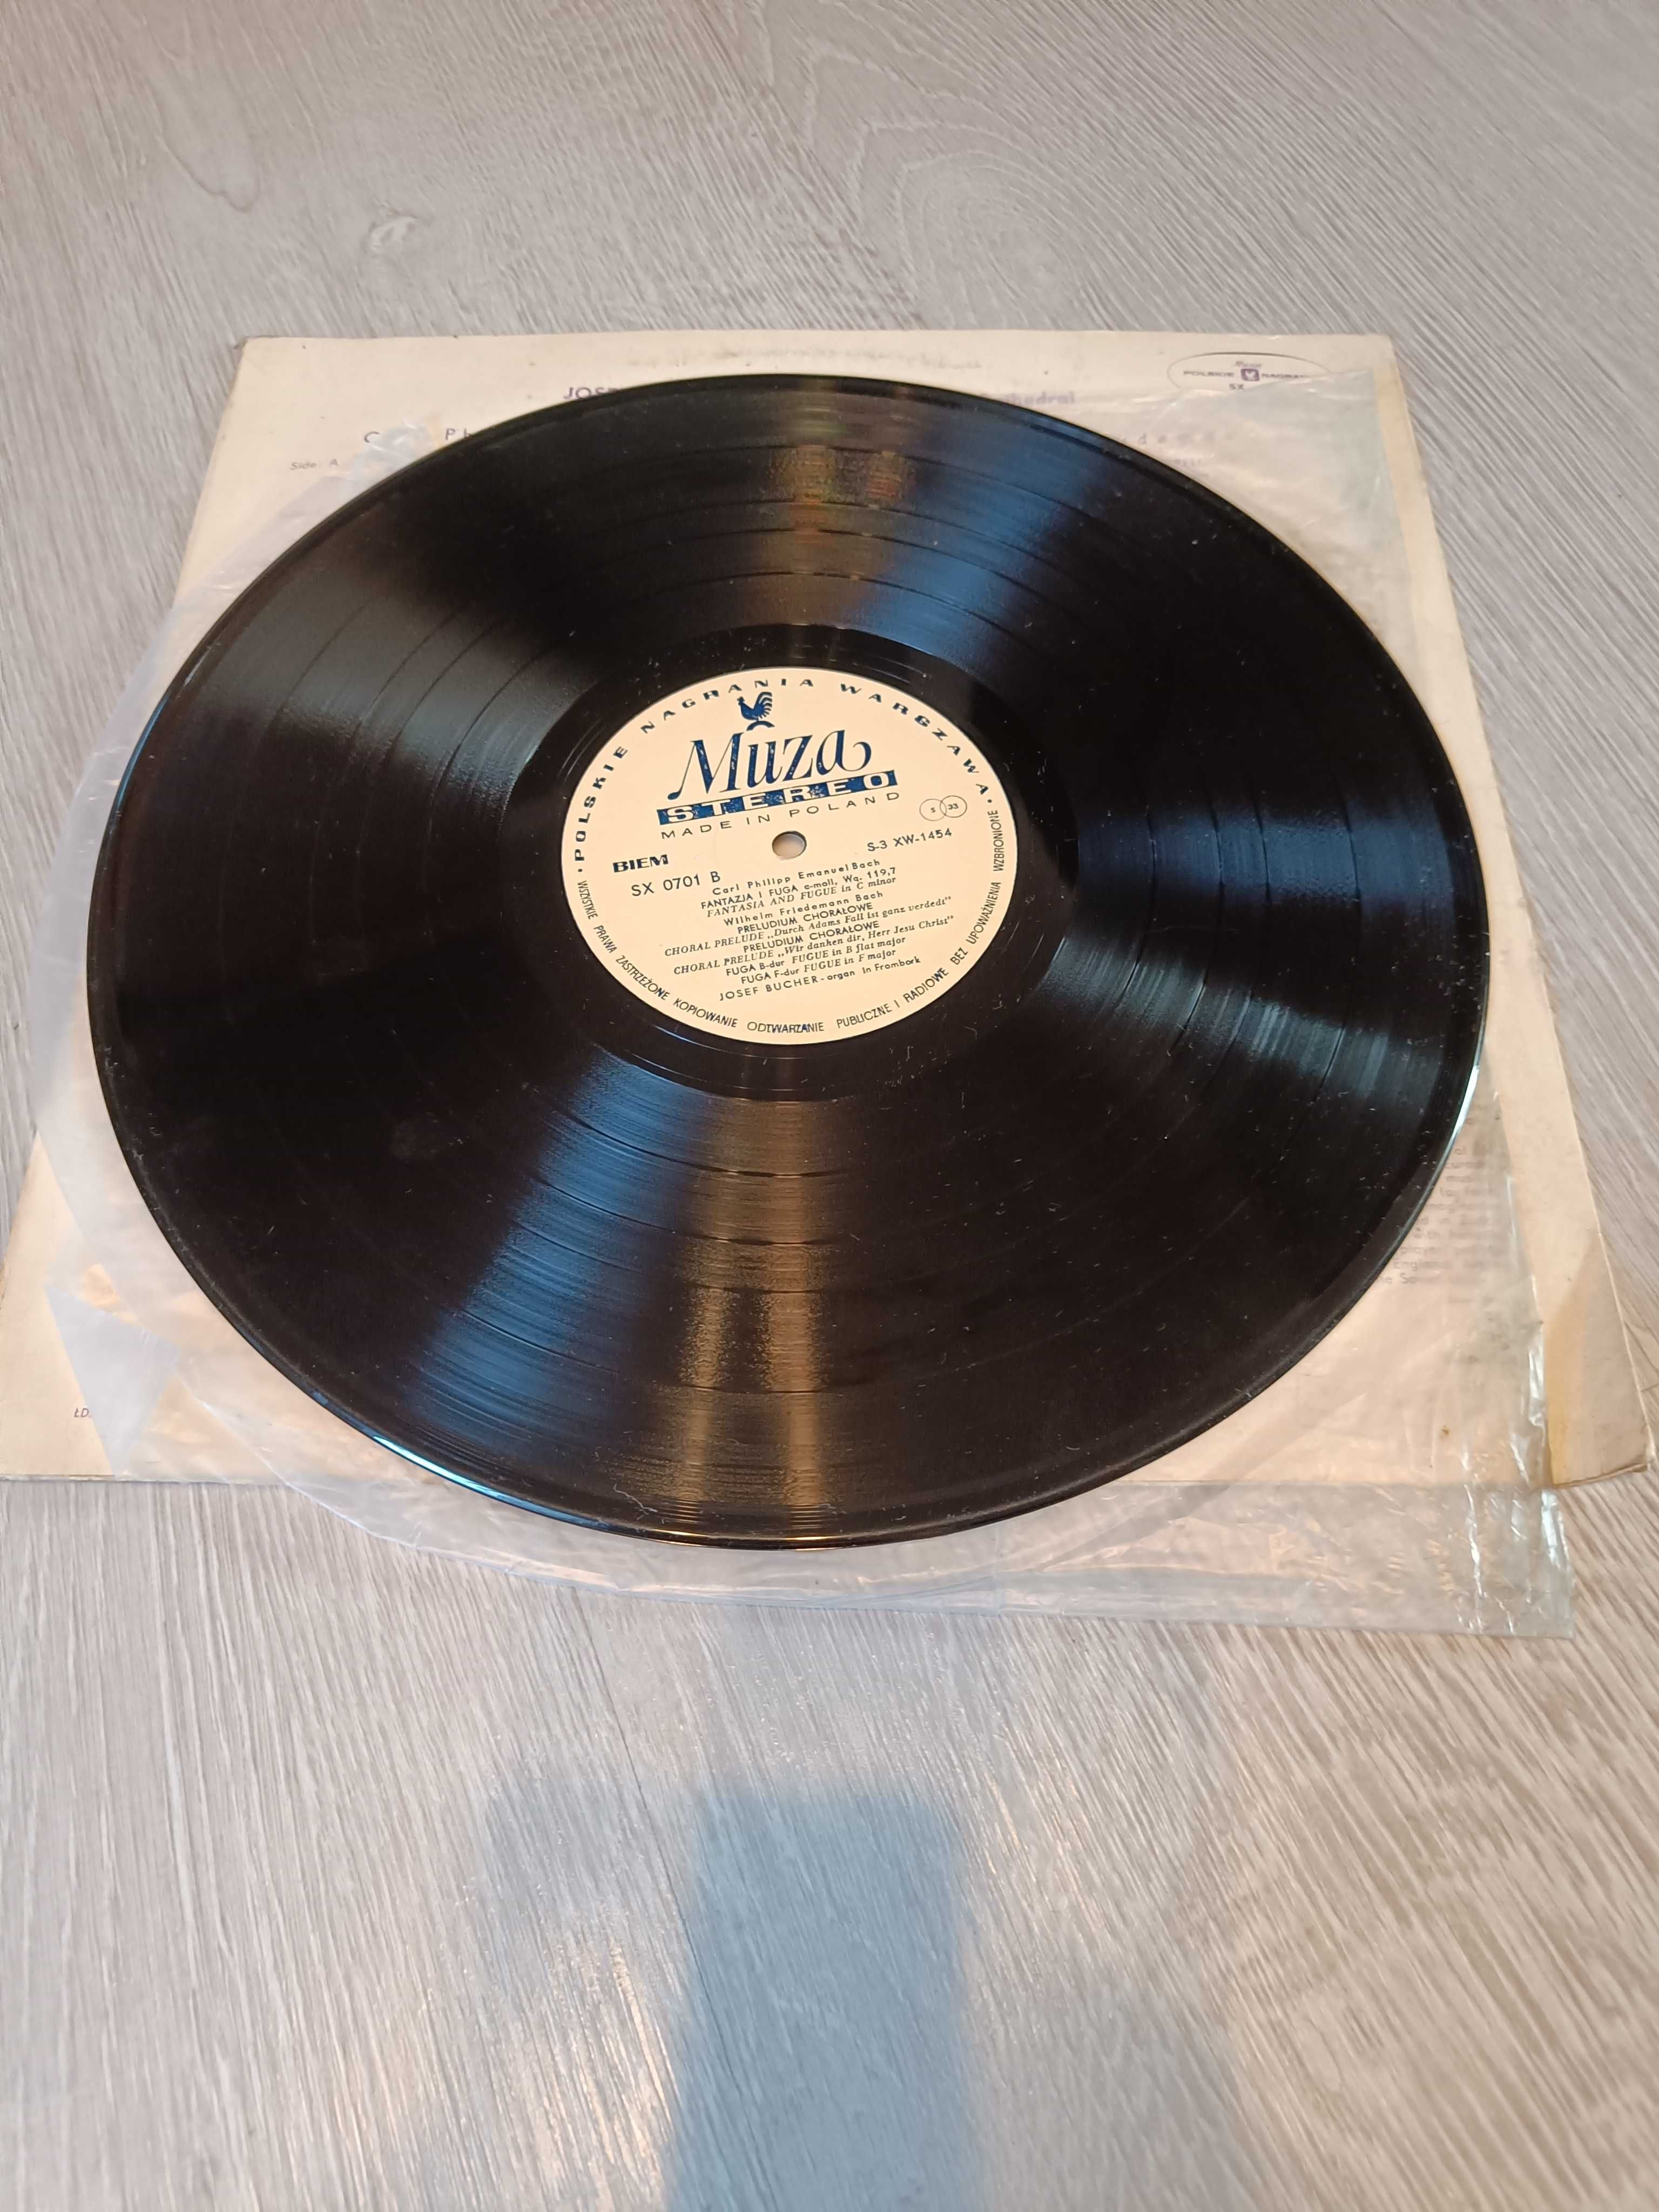 POLSKIE NAGRANIA
SX
Side: A
POLSKIE NAGRANIA WARSZAWA
Muza
STEREO
MADE IN POLAND
S 33
BIEM
S-3 XW-1454
SX 0701 B
Carl Philipp Emanuel Bach
FANTAZJA I FUGA c-moll, Wq. 119,7
FANTASIA AND FUGUE in C minor
Wilhelm Friedemann Bach
PRELUDIUM CHORAŁOWE
CHORAL PRELUDE „Durch Adams Fall ist ganz verdedt"
PRELUDIUM CHORAŁOWE
CHORAL PRELUDE „Wir danken dir, Herr Jesu Christ"
FUGA B-dur FUGUE in B flat major
FUGA F-dur FUGUE in F major
JOSEF BUCHER - organ in Frombork
WSZYSTKIE PRAWA ZASTRZEŻONE KOPIOWANIE ODTWARZANIE PUBLICZNE I RADIOWE BEZ UPOWAŻNIENIA WZBRONIONE